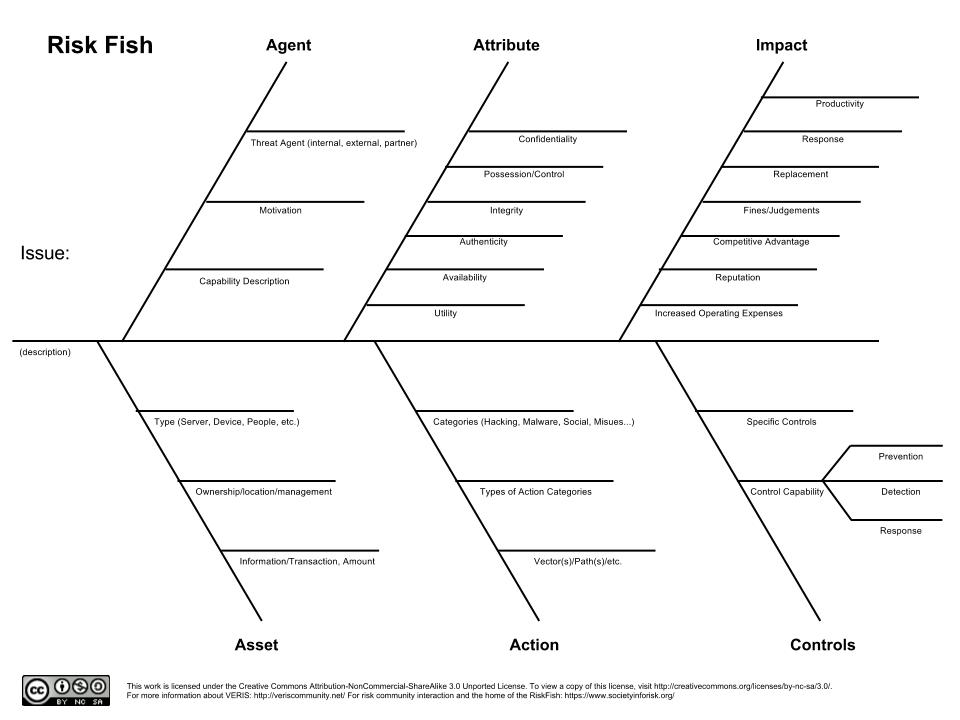 Risk Fish
Agent
Attribute
Impact
Productivity
Threat Agent (internal, external, partner)
Confidentiality
Response
Possession/Control
Replacement
Motivation
Integrity
Fines/Judgements
Issue:
Authenticity
Competitive Advantage
Capability Description
Availability
Reputation
Utility
Increased Operating Expenses
(description)
Type (Server, Device, People, etc.)
Categories (Hacking, Malware, Social, Misues...)
Specific Controls
Prevention
Ownership/location/management
Types of Action Categories
Control Capability
Detection
Response
Information/Transaction, Amount
Vector(s)/Path(s)/etc.
Asset
Action
Controls
cc
BY NC SA
This work is licensed under the Creative Commons Attribution-NonCommercial-ShareAlike 3.0 Unported License. To view a copy of this license, visit http://creativecommons.org/licenses/by-nc-sa/3.0/.
For more information about VERIS: http://veriscommunity.net/ For risk community interaction and the home of the RiskFish: https://www.societyinforisk.org/